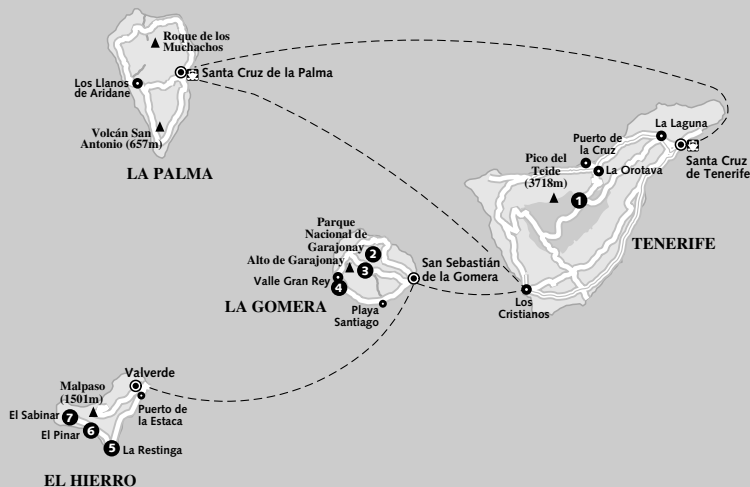 Roque de los
Muchachos
Santa Cruz de la Palma
Los Llanos
de Aridane
Volcán San
Antonio (657m)
LA PALMA
La Laguna
Puerto de
la Cruz
Santa Cruz
de Tenerife
Pico del
Teide
(3718m)
La Orotava
1
TENERIFE
Parque
Nacional de
Garajonay
2
Alto de Garajonay
3
San Sebastián
de la Gomera
Valle Gran Rey
4
LA GOMERA
Playa
Santiago
Los
Cristianos
Valverde
Malpaso
(1501m)
Puerto de
la Estaca
El Sabinar
7
El Pinar
6
5
La Restinga
EL HIERRO